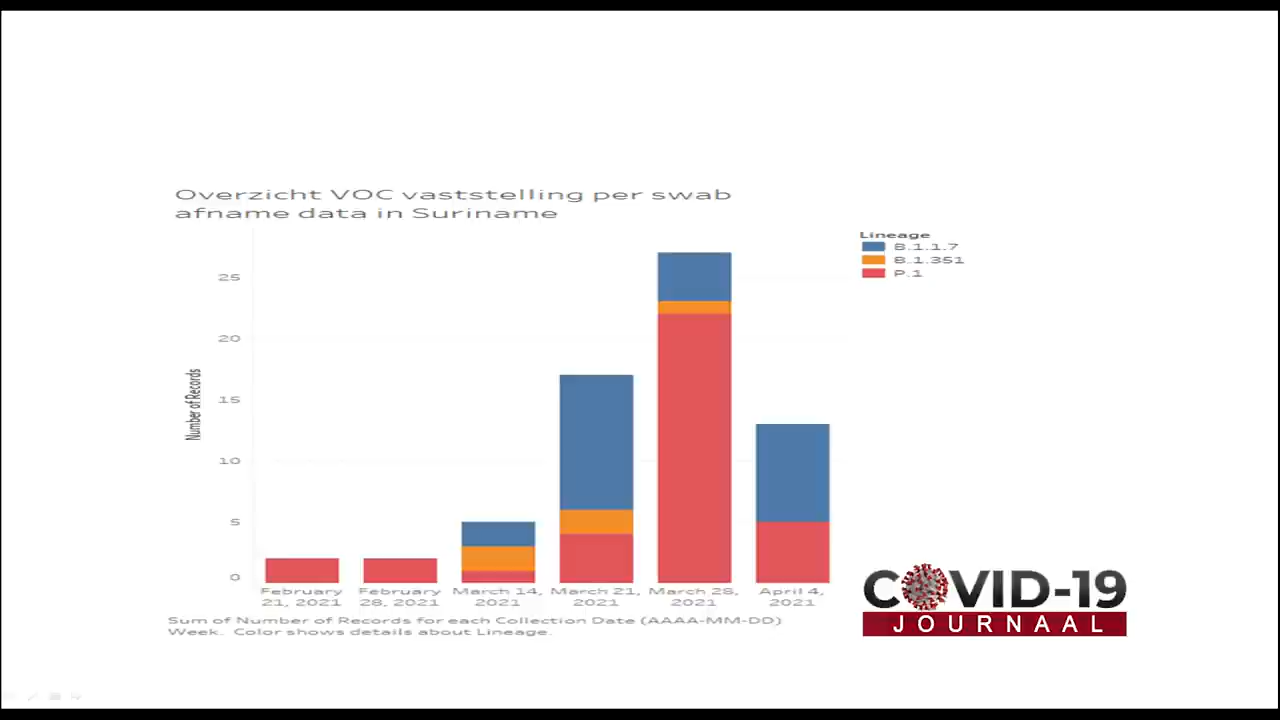 Overzicht VOC vaststelling per swab
afname data in Suriname
Lineage
B.1.1.7
B.1.351
P.1
Number of Records
25
20
15
10
5
0
February 21, 2021
February 28, 2021
March 14, 2021
March 21, 2021
March 28, 2021
April 4, 2021
Sum of Number of Records for each Collection Date (AAAA-MM-DD)
Week. Color shows details about Lineage.
COVID-19
JOURNAAL